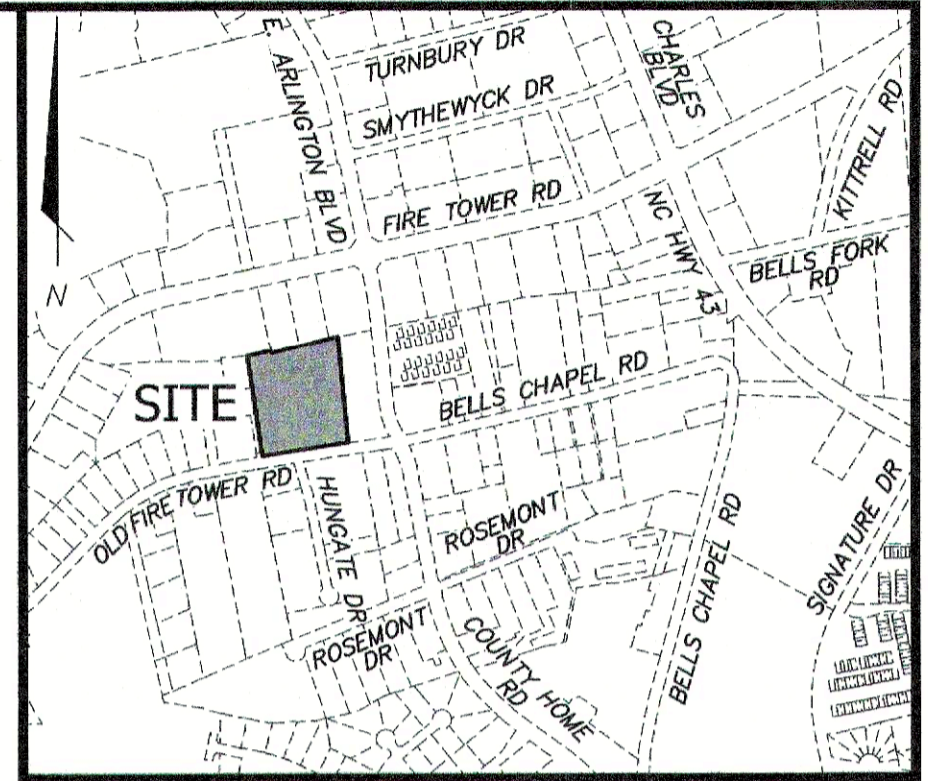 E. ARLINGTON BLVD
TURNBURY DR
SMYTHEWYCK DR
CHARLES
BLVD
KITTRELL RD
FIRE TOWER RD
NC HWY 43
BELLS FORK
RD
N
SITE
BELLS CHAPEL RD
OLD FIRE TOWER RD
HUNGATE DR
ROSEMONT
DR
BELLS CHAPEL RD
SIGNATURE DR
ROSEMONT
DR
COUNTY HOME
RD